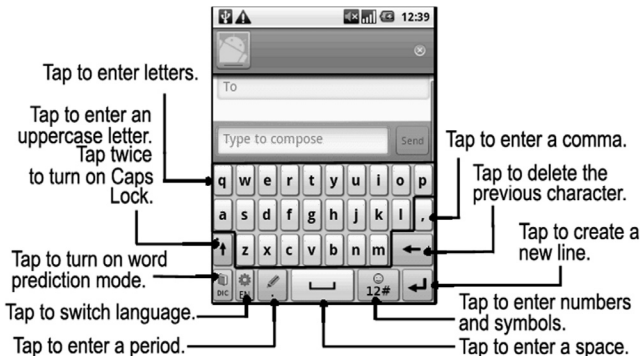 12:39
Tap to enter letters.
To
Tap to enter an
uppercase letter.
Tap twice
to turn on Caps
Lock.
Type to compose
Send
Tap to enter a comma.
Tap to delete the
previous character.
q w e r t y u i o p
a s d f g h j k l ,
z x c v b n m
Tap to create a
new line.
Tap to turn on word
prediction mode.
DIC EN . 12#
Tap to switch language.
Tap to enter numbers
and symbols.
Tap to enter a period.
Tap to enter a space.